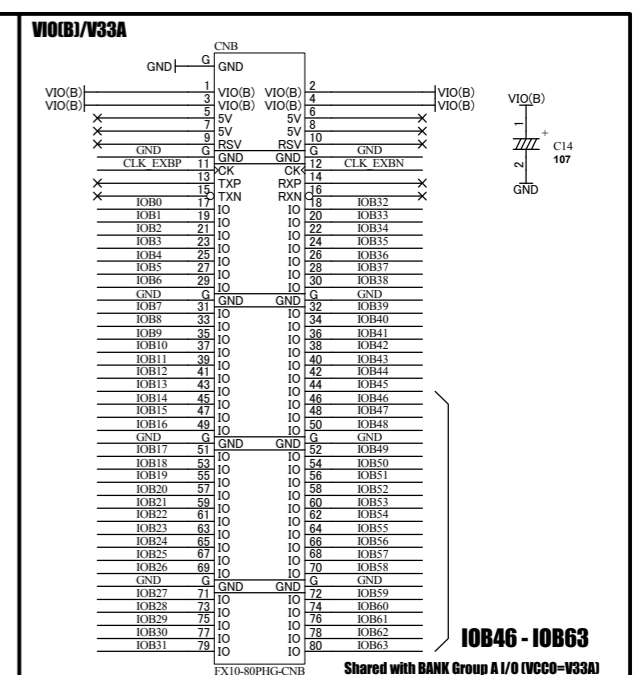 VIO(B)/V33A
CNB
GND G GND
VIO(B) 1 VIO(B) VIO(B) 2 VIO(B)
VIO(B) 3 VIO(B) VIO(B) 4 VIO(B)
5 5V 5V 6
7 5V 5V 8
9 RSV RSV 10
GND G GND GND G GND
CLK_EXBP 11 CK CK 12 CLK_EXBN
13 TXP RXP 14
15 TXN RXN 16
IOB0 17 IO IO 18 IOB32
IOB1 19 IO IO 20 IOB33
IOB2 21 IO IO 22 IOB34
IOB3 23 IO IO 24 IOB35
IOB4 25 IO IO 26 IOB36
IOB5 27 IO IO 28 IOB37
IOB6 29 IO IO 30 IOB38
GND G GND GND G GND
IOB7 31 IO IO 32 IOB39
IOB8 33 IO IO 34 IOB40
IOB9 35 IO IO 36 IOB41
IOB10 37 IO IO 38 IOB42
IOB11 39 IO IO 40 IOB43
IOB12 41 IO IO 42 IOB44
IOB13 43 IO IO 44 IOB45
IOB14 45 IO IO 46 IOB46
IOB15 47 IO IO 48 IOB47
IOB16 49 IO IO 50 IOB48
GND G GND GND G GND
IOB17 51 IO IO 52 IOB49
IOB18 53 IO IO 54 IOB50
IOB19 55 IO IO 56 IOB51
IOB20 57 IO IO 58 IOB52
IOB21 59 IO IO 60 IOB53
IOB22 61 IO IO 62 IOB54
IOB23 63 IO IO 64 IOB55
IOB24 65 IO IO 66 IOB56
IOB25 67 IO IO 68 IOB57
IOB26 69 IO IO 70 IOB58
GND G GND GND G GND
IOB27 71 IO IO 72 IOB59
IOB28 73 IO IO 74 IOB60
IOB29 75 IO IO 76 IOB61
IOB30 77 IO IO 78 IOB62
IOB31 79 IO IO 80 IOB63
FX10-80PHG-CNB
VIO(B)
1
+
C14
107
2
GND
IOB46 - IOB63
Shared with BANK Group A I/O (VCCO=V33A)